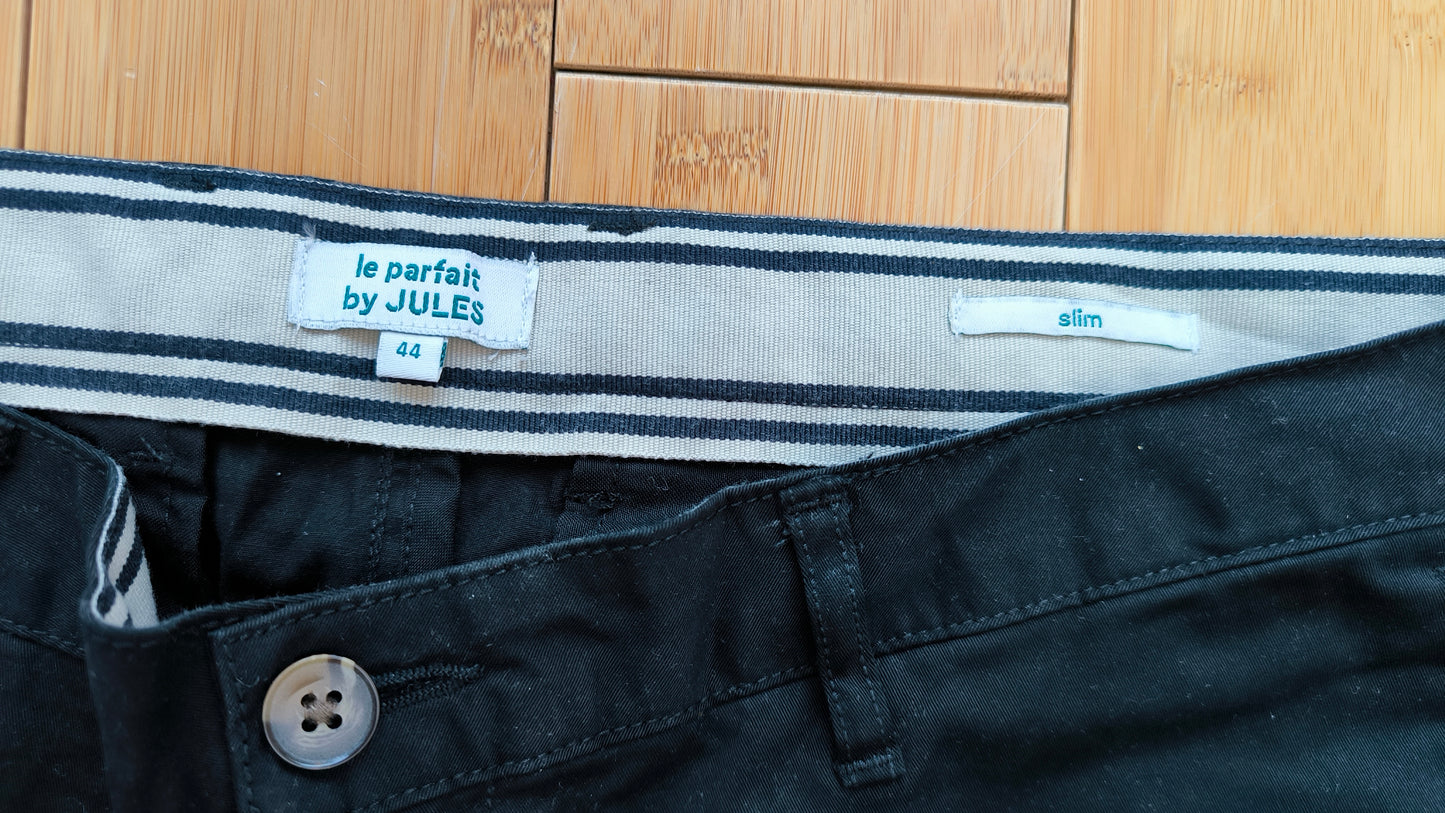 le parfait
by JULES
44
slim